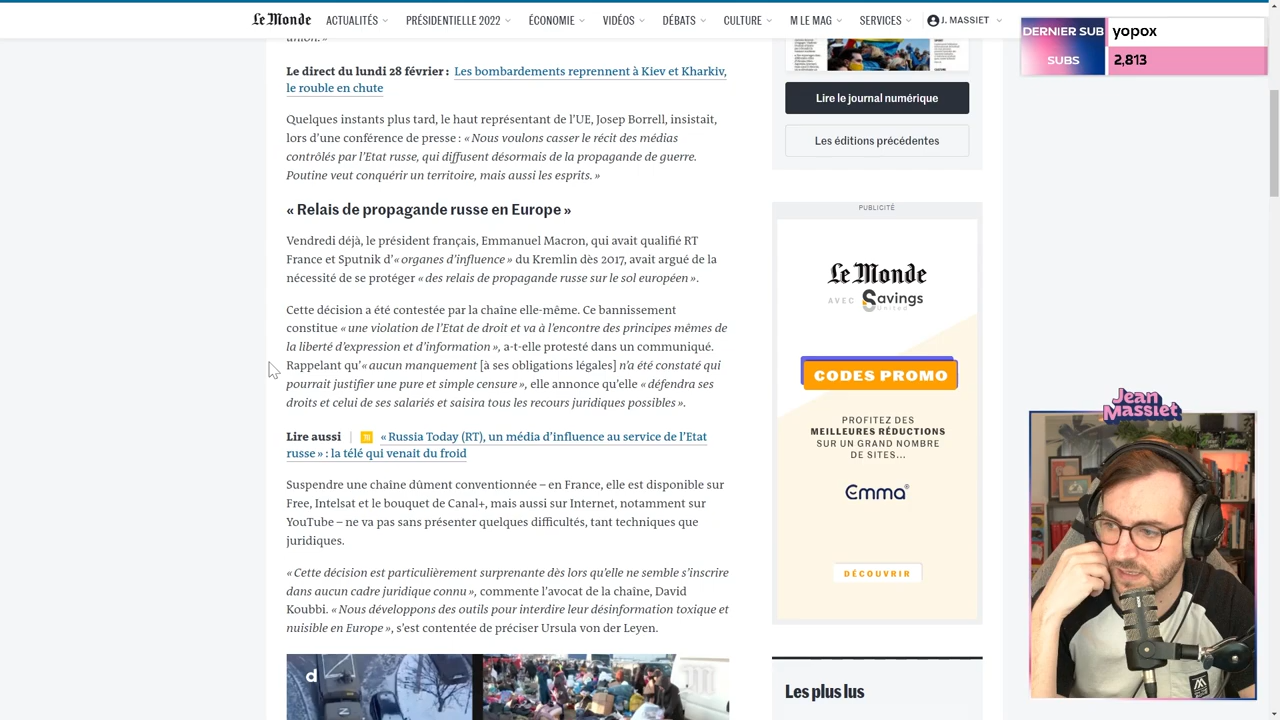 Le Monde
ACTUALITÉS
PRÉSIDENTIELLE 2022
ÉCONOMIE
VIDÉOS
DÉBATS
CULTURE
M LE MAG
SERVICES
J. MASSIET
union. »
Le direct du lundi 28 février : Les bombardements reprennent à Kiev et Kharkiv,
le rouble en chute
Quelques instants plus tard, le haut représentant de l’UE, Josep Borrell, insistait,
lors d’une conférence de presse : « Nous voulons casser le récit des médias
contrôlés par l’Etat russe, qui diffusent désormais de la propagande de guerre.
Poutine veut conquérir un territoire, mais aussi les esprits. »
« Relais de propagande russe en Europe »
Vendredi déjà, le président français, Emmanuel Macron, qui avait qualifié RT
France et Sputnik d’« organes d’influence » du Kremlin dès 2017, avait argué de la
nécessité de se protéger « des relais de propagande russe sur le sol européen ».
Cette décision a été contestée par la chaîne elle-même. Ce bannissement
constitue « une violation de l’Etat de droit et va à l’encontre des principes mêmes de
la liberté d’expression et d’information », a-t-elle protesté dans un communiqué.
Rappelant qu’« aucun manquement [à ses obligations légales] n’a été constaté qui
pourrait justifier une pure et simple censure », elle annonce qu’elle « défendra ses
droits et celui de ses salariés et saisira tous les recours juridiques possibles ».
Lire aussi | « Russia Today (RT), un média d’influence au service de l’Etat
russe » : la télé qui venait du froid
Suspendre une chaîne dûment conventionnée – en France, elle est disponible sur
Free, Intelsat et le bouquet de Canal+, mais aussi sur Internet, notamment sur
YouTube – ne va pas sans présenter quelques difficultés, tant techniques que
juridiques.
« Cette décision est particulièrement surprenante dès lors qu’elle ne semble s’inscrire
dans aucun cadre juridique connu », commente l’avocat de la chaîne, David
Koubbi. « Nous développons des outils pour interdire leur désinformation toxique et
nuisible en Europe », s’est contentée de préciser Ursula von der Leyen.
d
Lire le journal numérique
Les éditions précédentes
PUBLICITÉ
Le Monde
AVEC Savings
United
CODES PROMO
PROFITEZ DES
MEILLEURES RÉDUCTIONS
SUR UN GRAND NOMBRE
DE SITES...
Emma®
DÉCOUVRIR
Les plus lus
DERNIER SUB
yopox
SUBS
2,813
Jean
Massiet